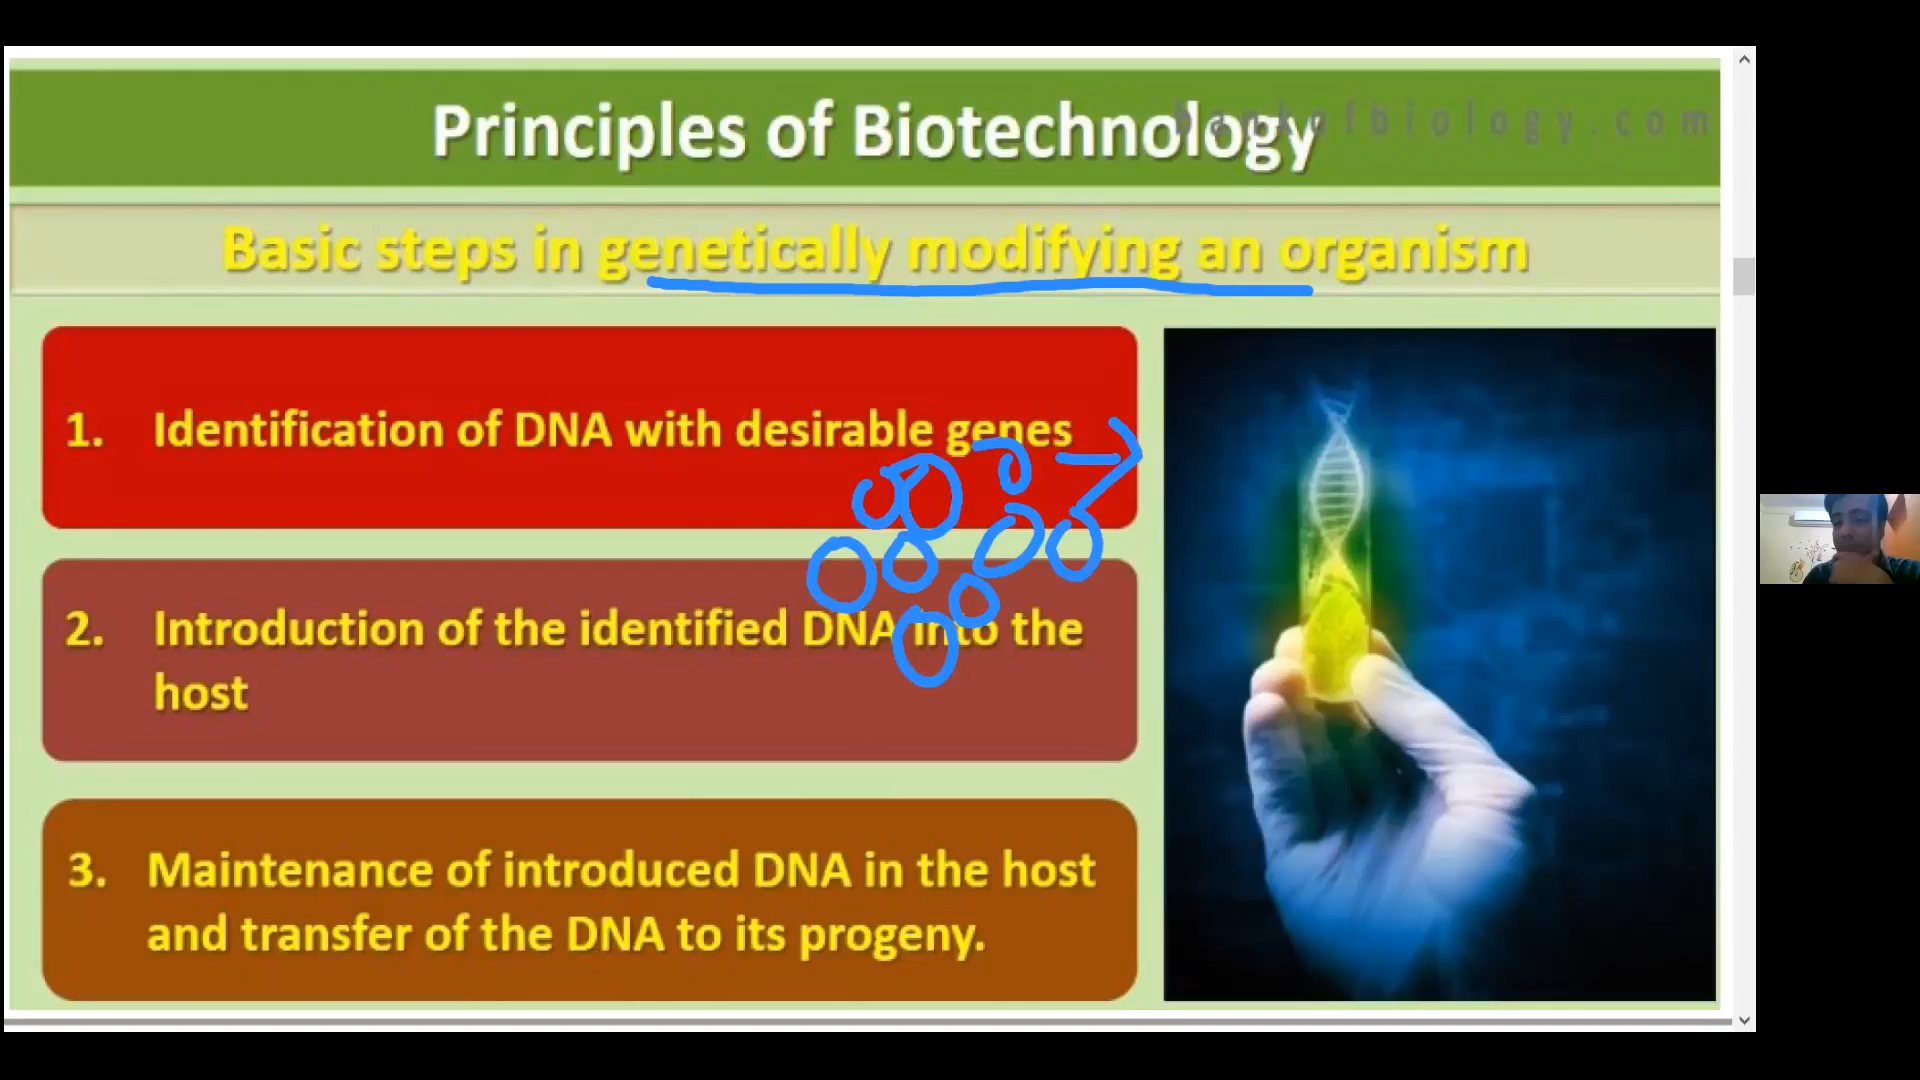 Principles of Biotechnology
bankofbiology.com
Basic steps in genetically modifying an organism
1. Identification of DNA with desirable genes
2. Introduction of the identified DNA into the
host
3. Maintenance of introduced DNA in the host
and transfer of the DNA to its progeny.